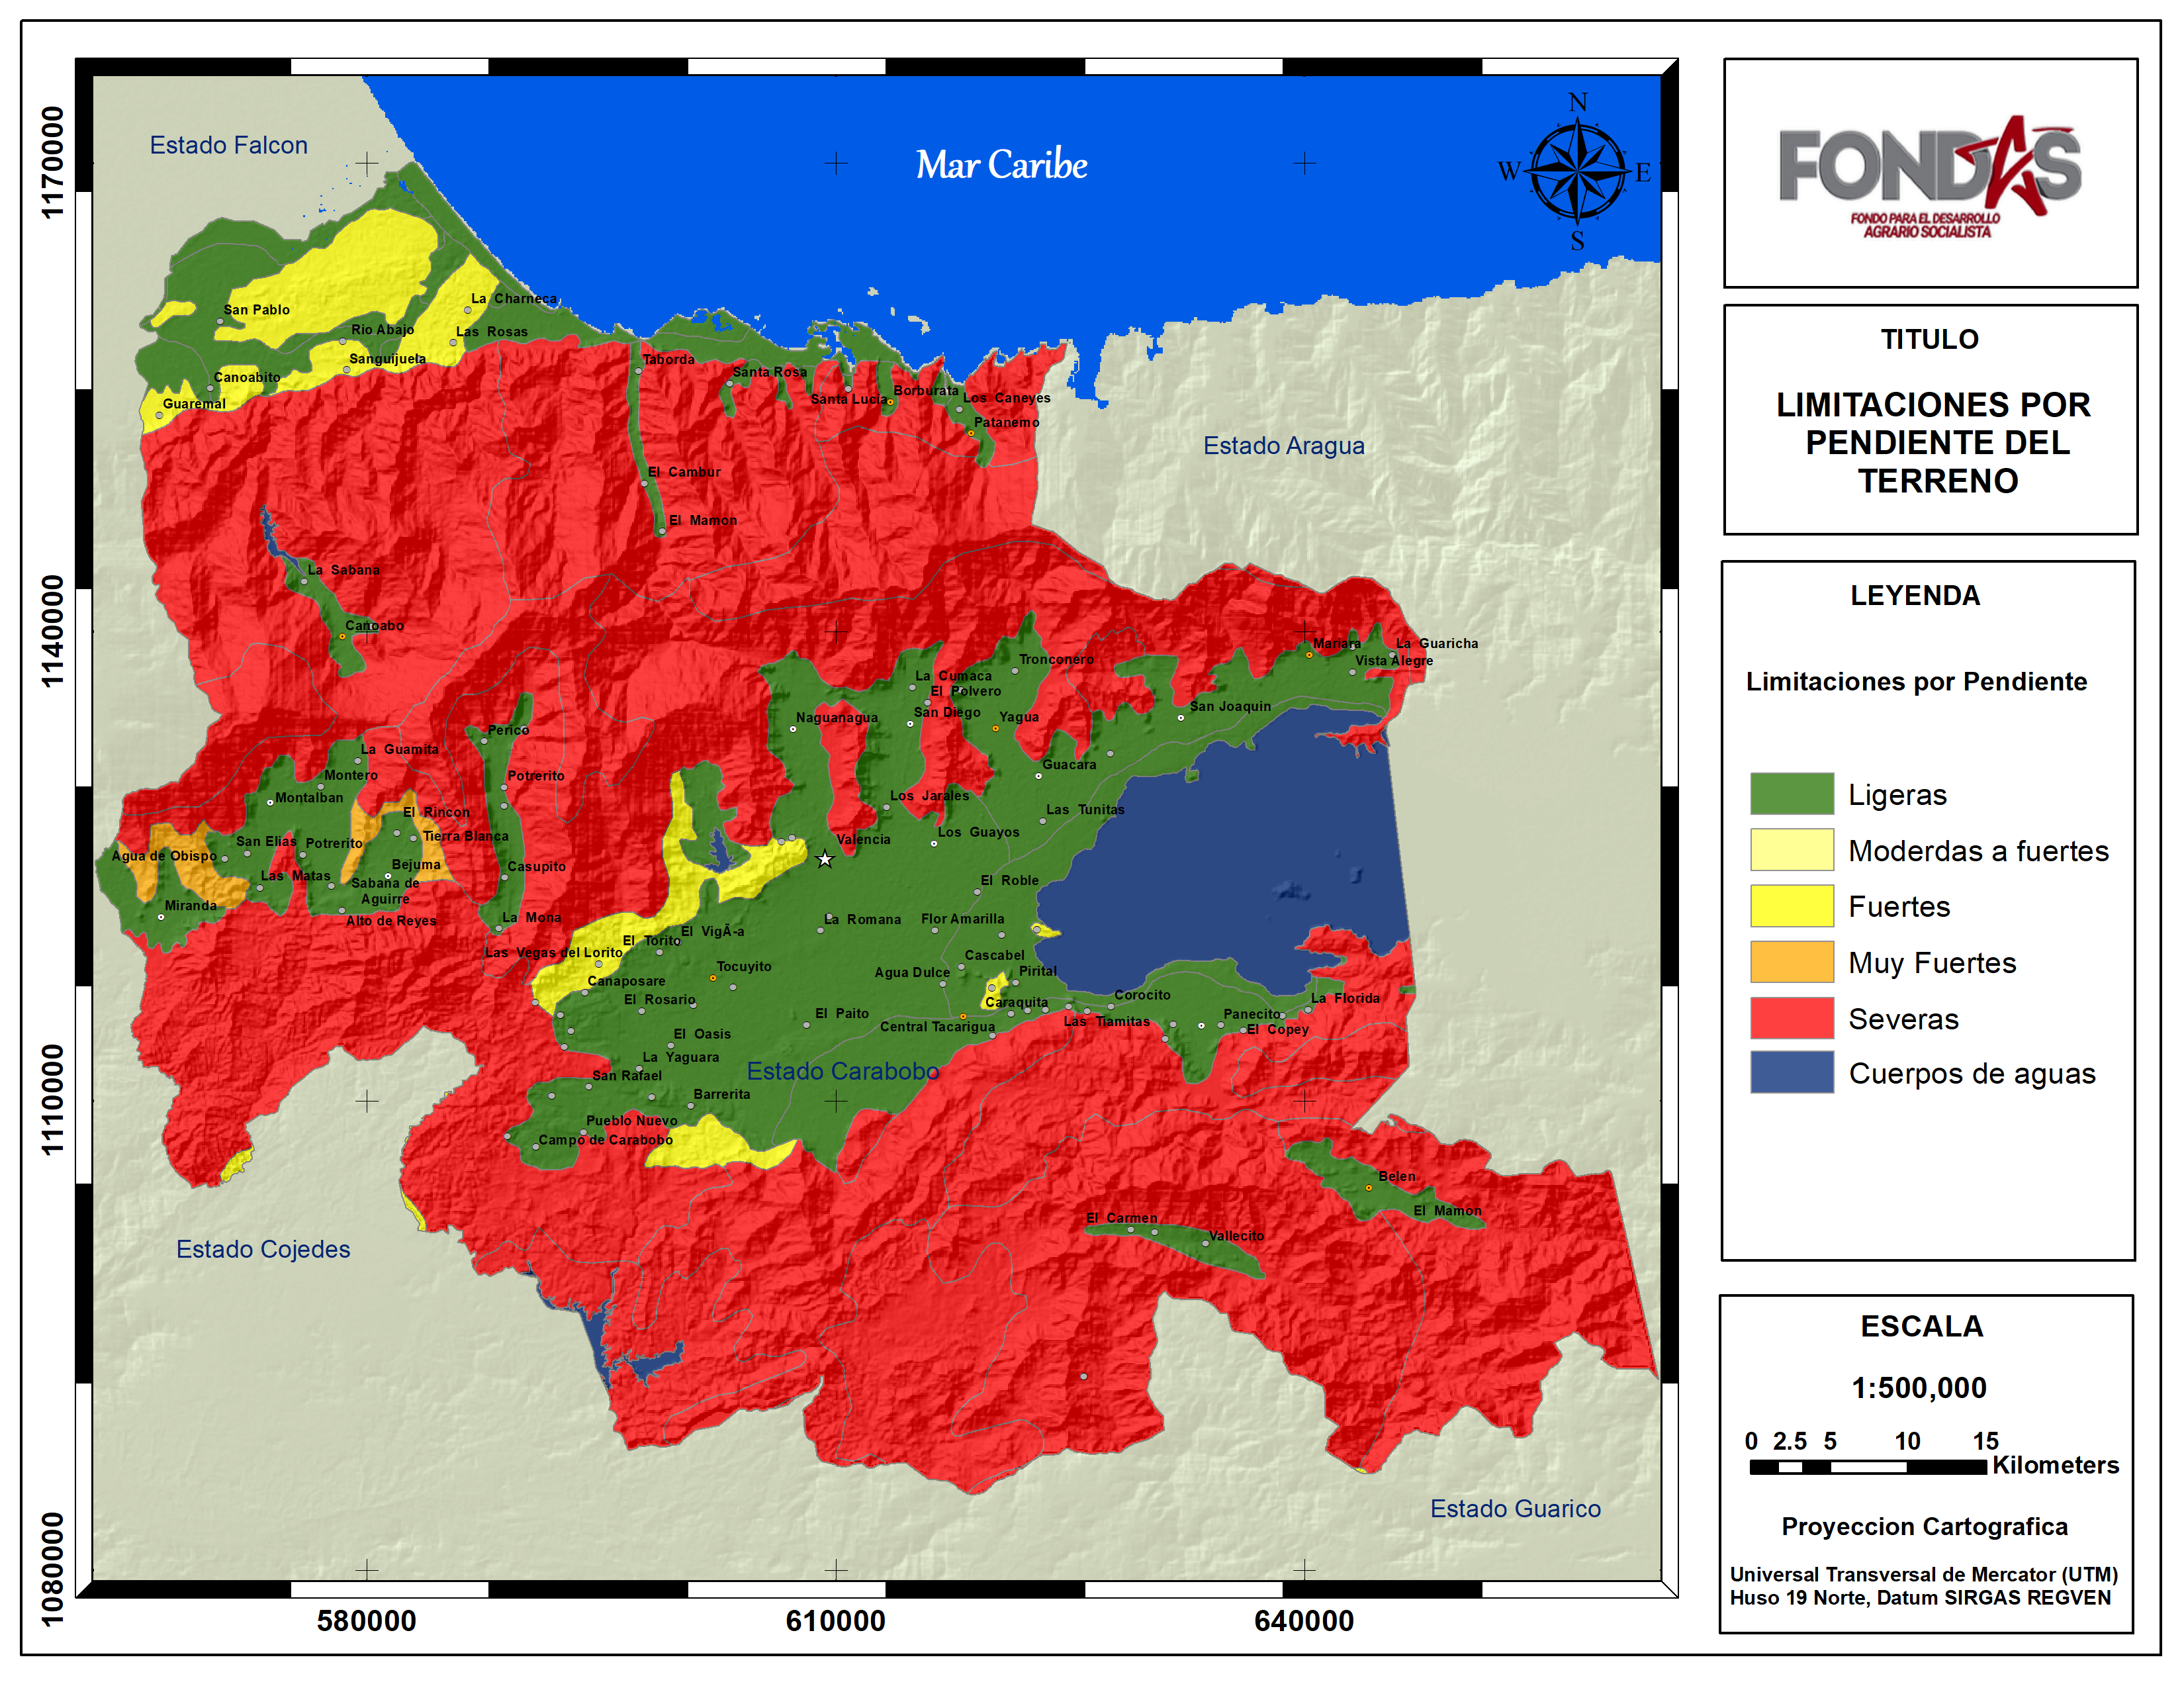 Estado Falcon
Mar Caribe
N
W
E
S
Estado Aragua
San Pablo
La Charneca
Rio Abajo
Las Rosas
Sanguijuela
Canoabito
Guaremal
Taborda
Santa Rosa
Santa Lucia
Borburata
Los Caneyes
Patanemo
El Cambur
El Mamon
La Sabana
Canoabo
Mariara
La Guaricha
Vista Alegre
Tronconero
La Cumaca
El Polvero
San Diego
Yagua
San Joaquin
Naguanagua
Perico
La Guamita
Montero
Potrerito
Montalban
Guacara
Los Jarales
Las Tunitas
El Rincon
Tierra Blanca
San Elias
Potrerito
Agua de Obispo
Valencia
Los Guayos
Bejuma
Casupito
Las Matas
Sabana de
Aguirre
El Roble
Miranda
Alto de Reyes
La Mona
La Romana
Flor Amarilla
El VigÃ-a
El Torito
Las Vegas del Lorito
Cascabel
Tocuyito
Agua Dulce
Pirital
Canaposare
El Rosario
Caraquita
Corocito
La Florida
El Paito
Central Tacarigua
Las Tiamitas
Panecito
El Copey
El Oasis
La Yaguara
San Rafael
Estado Carabobo
Barrerita
Pueblo Nuevo
Campo de Carabobo
Belen
El Mamon
El Carmen
Vallecito
Estado Cojedes
Estado Guarico
1170000
1140000
1110000
1080000
580000
610000
640000
FONDAS
FONDO PARA EL DESARROLLO
AGRARIO SOCIALISTA
TITULO
LIMITACIONES POR
PENDIENTE DEL
TERRENO
LEYENDA
Limitaciones por Pendiente
Ligeras
Moderdas a fuertes
Fuertes
Muy Fuertes
Severas
Cuerpos de aguas
ESCALA
1:500,000
0 2.5 5 10 15
Kilometers
Proyeccion Cartografica
Universal Transversal de Mercator (UTM)
Huso 19 Norte, Datum SIRGAS REGVEN